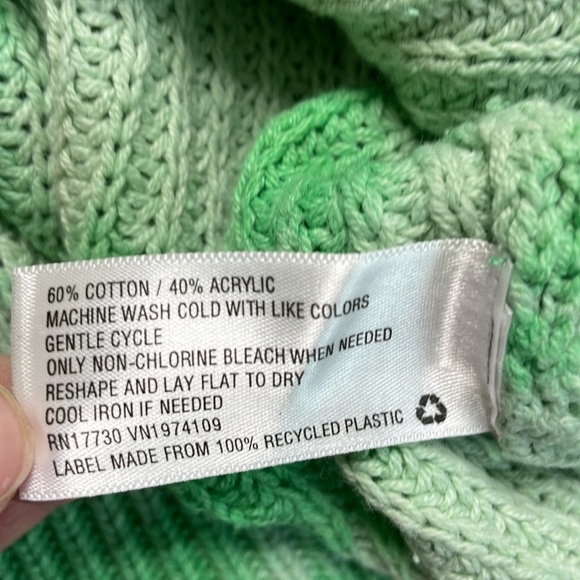 60% COTTON / 40% ACRYLIC
MACHINE WASH COLD WITH LIKE COLORS
GENTLE CYCLE
ONLY NON-CHLORINE BLEACH WHEN NEEDED
RESHAPE AND LAY FLAT TO DRY
COOL IRON IF NEEDED
RN17730 VN1974109
LABEL MADE FROM 100% RECYCLED PLASTIC